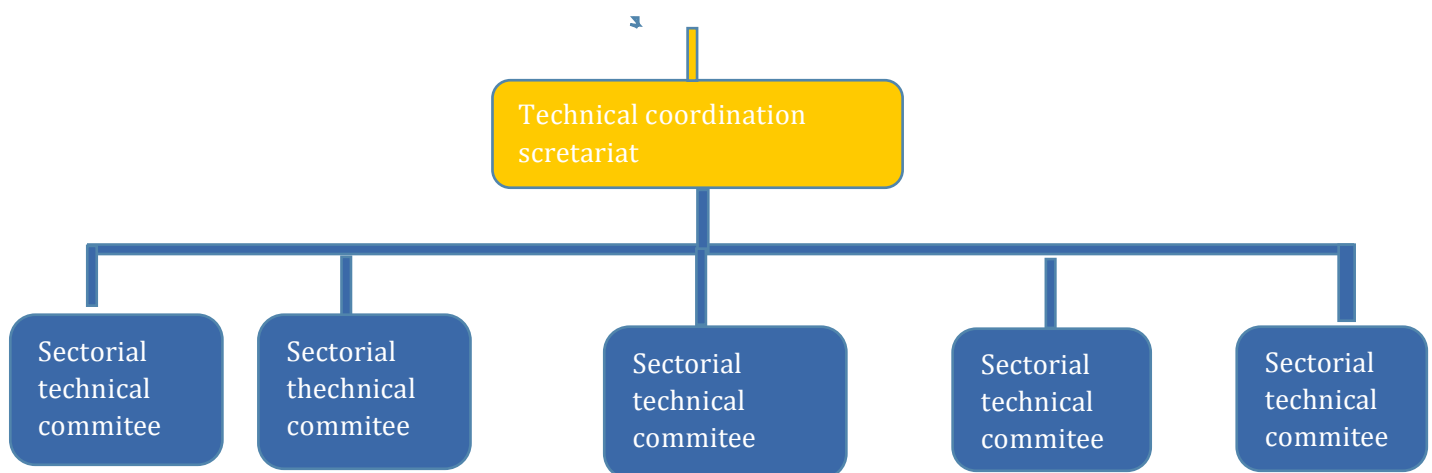 Technical coordination
scretariat
Sectorial
technical
commitee
Sectorial
thechnical
commitee
Sectorial
technical
commitee
Sectorial
technical
commitee
Sectorial
technical
commitee